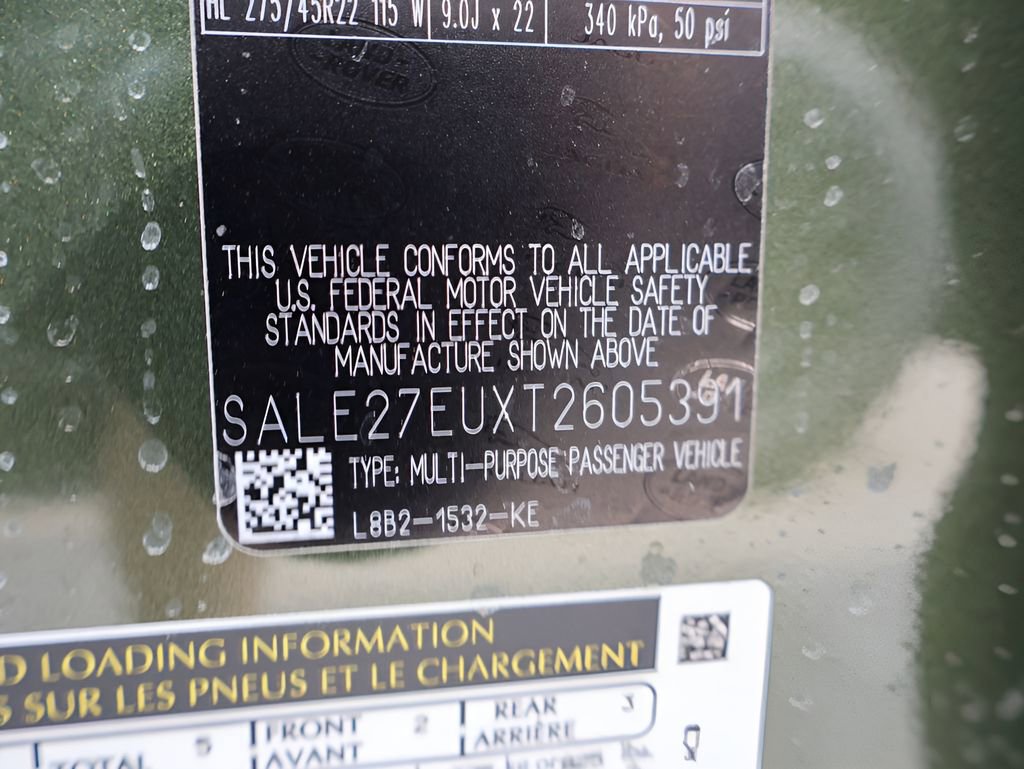 HL 275/45R22 115 W 9.0J x 22 340 kPa, 50 psi
THIS VEHICLE CONFORMS TO ALL APPLICABLE
U.S. FEDERAL MOTOR VEHICLE SAFETY
STANDARDS IN EFFECT ON THE DATE OF
MANUFACTURE SHOWN ABOVE
SALE27EUXT2605391
TYPE: MULTI-PURPOSE PASSENGER VEHICLE
L8B2-1532-KE
D LOADING INFORMATION
S SUR LES PNEUS ET LE CHARGEMENT
TOTAL 5 FRONT 2 REAR 3
AVANT ARRIÈRE